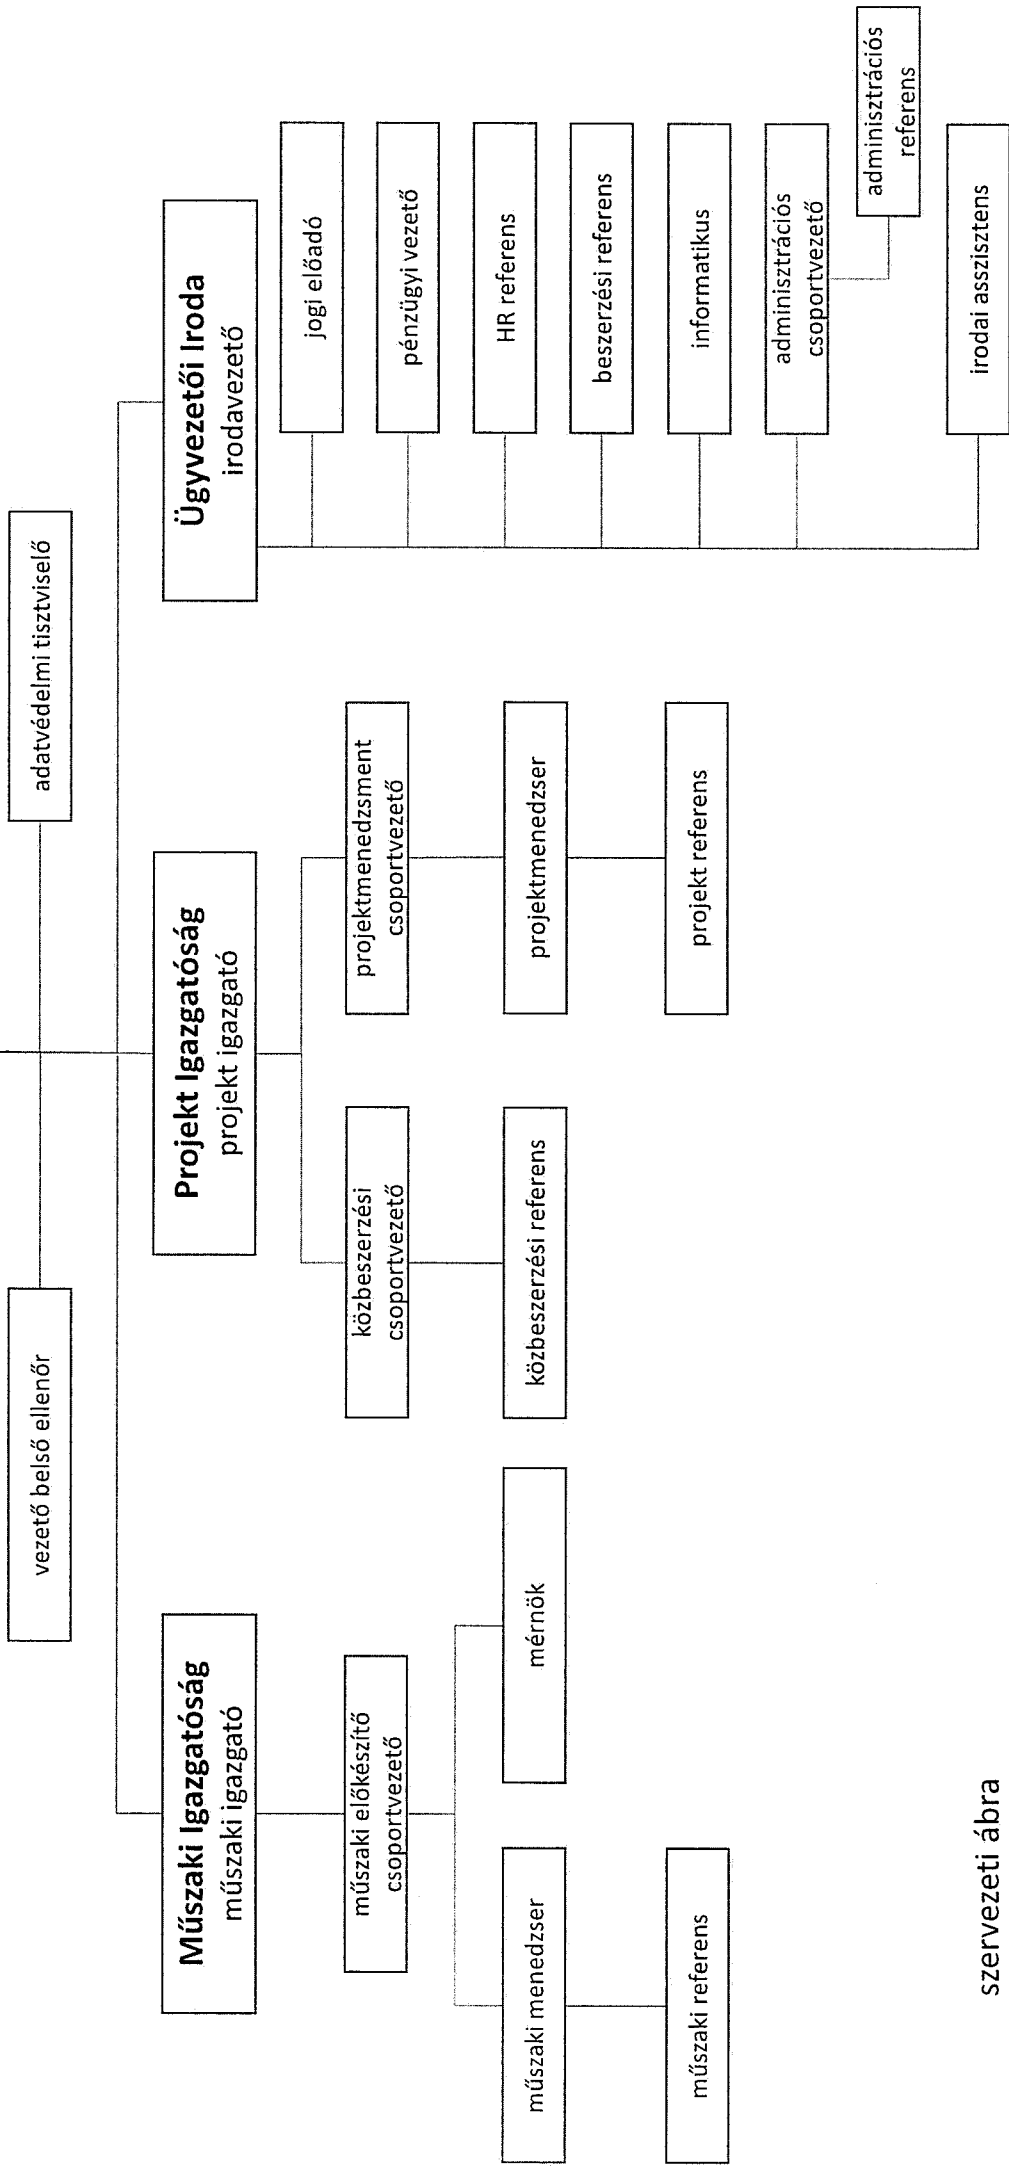 vezető belső ellenőr
adatvédelmi tisztviselő
Műszaki Igazgatóság
műszaki igazgató
műszaki előkészítő
csoportvezető
műszaki menedzser
műszaki referens
mérnök
Projekt Igazgatóság
projekt igazgató
közbeszerzési
csoportvezető
közbeszerzési referens
projektmenedzsment
csoportvezető
projektmenedzser
projekt referens
Ügyvezetői Iroda
irodavezető
jogi előadó
pénzügyi vezető
HR referens
beszerzési referens
informatikus
adminisztrációs
csoportvezető
adminisztrációs
referens
irodai asszisztens
szervezeti ábra